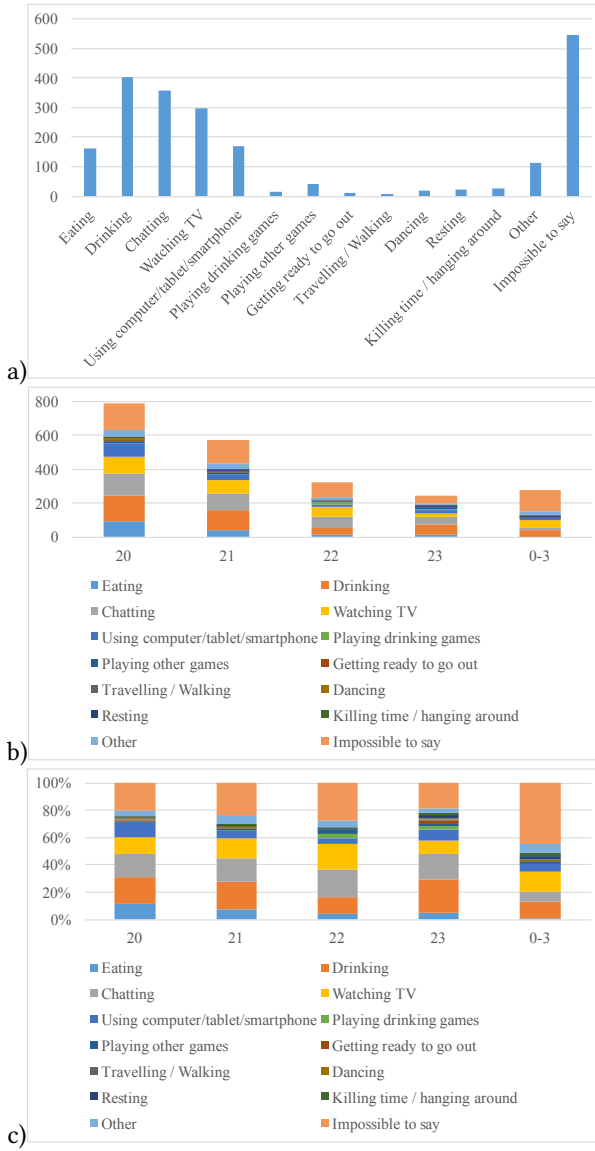 600
500
400
300
200
100
0
Eating
Drinking
Chatting
Watching TV
Using computer/tablet/smartphone
Playing drinking games
Playing other games
Getting ready to go out
Travelling / Walking
Dancing
Resting
Killing time / hanging around
Other
Impossible to say
a)
800
600
400
200
0
20 21 22 23 0-3
Eating Drinking
Chatting Watching TV
Using computer/tablet/smartphone Playing drinking games
Playing other games Getting ready to go out
Travelling / Walking Dancing
Resting Killing time / hanging around
Other Impossible to say
b)
100%
80%
60%
40%
20%
0%
20 21 22 23 0-3
Eating Drinking
Chatting Watching TV
Using computer/tablet/smartphone Playing drinking games
Playing other games Getting ready to go out
Travelling / Walking Dancing
Resting Killing time / hanging around
Other Impossible to say
c)